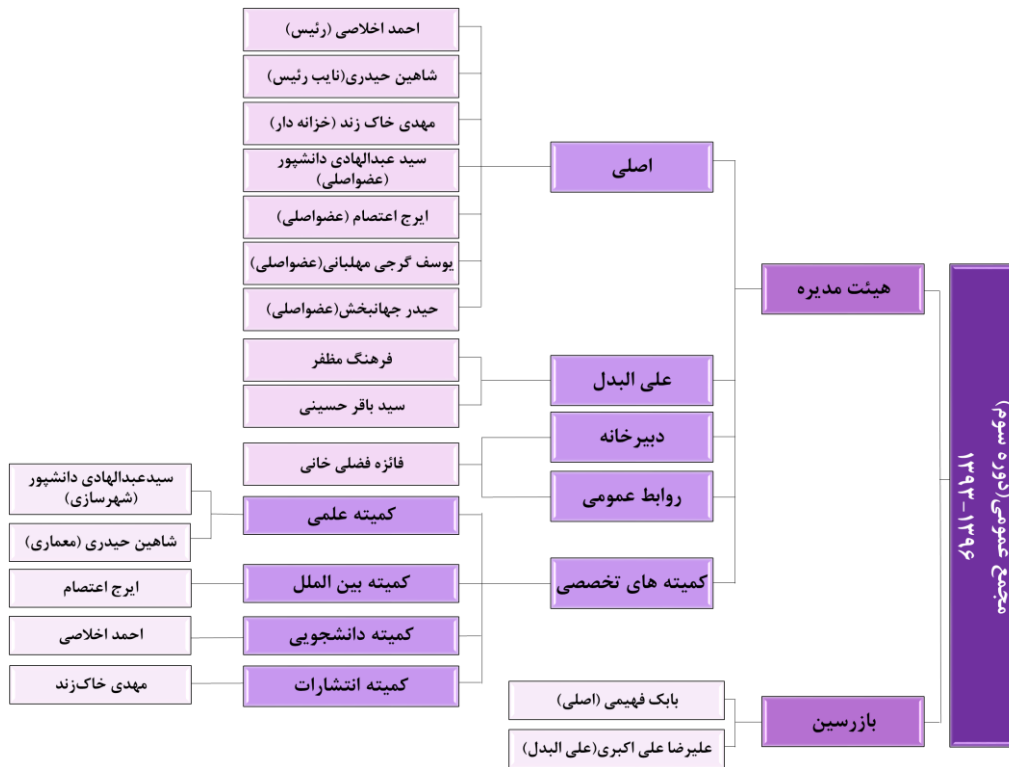 مجمع عمومی(دوره سوم)
۱۳۹۳-۱۳۹۶
هیئت مدیره
اصلی
احمد اخلاصی (رئیس)
شاهین حیدری(نایب رئیس)
مهدی خاک زند (خزانه دار)
سید عبدالهادی دانشپور
(عضواصلی)
ایرج اعتصام (عضواصلی)
یوسف گرجی مهلبانی(عضواصلی)
حیدر جهانبخش(عضواصلی)
علی البدل
فرهنگ مظفر
سید باقر حسینی
دبیرخانه
روابط عمومی
فائزه فضلی خانی
کمیته های تخصصی
کمیته علمی
سیدعبدالهادی دانشپور
(شهرسازی)
شاهین حیدری (معماری)
کمیته بین الملل
ایرج اعتصام
کمیته دانشجویی
احمد اخلاصی
کمیته انتشارات
مهدی خاک‌زند
بازرسین
بابک فهیمی (اصلی)
علیرضا علی اکبری(علی البدل)